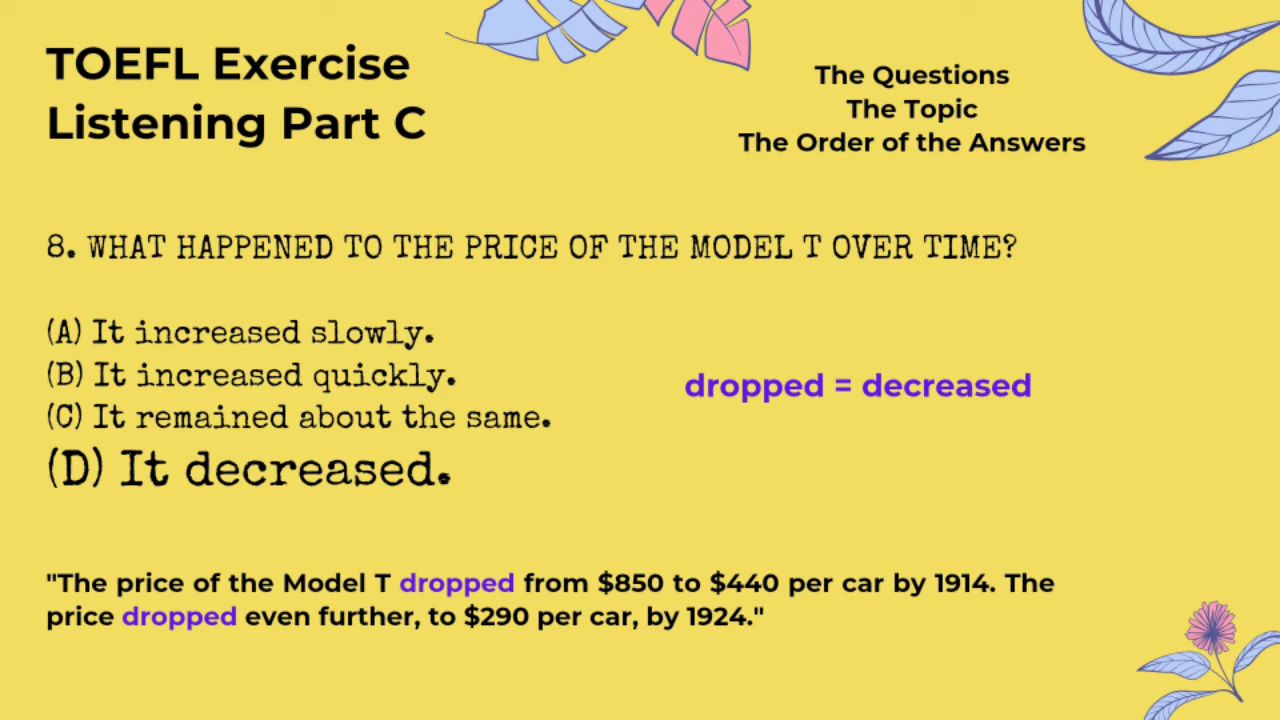 TOEFL Exercise
Listening Part C
The Questions
The Topic
The Order of the Answers
8. WHAT HAPPENED TO THE PRICE OF THE MODEL T OVER TIME?
(A) It increased slowly.
(B) It increased quickly.
(C) It remained about the same.
(D) It decreased.
dropped = decreased
"The price of the Model T dropped from $850 to $440 per car by 1914. The
price dropped even further, to $290 per car, by 1924."